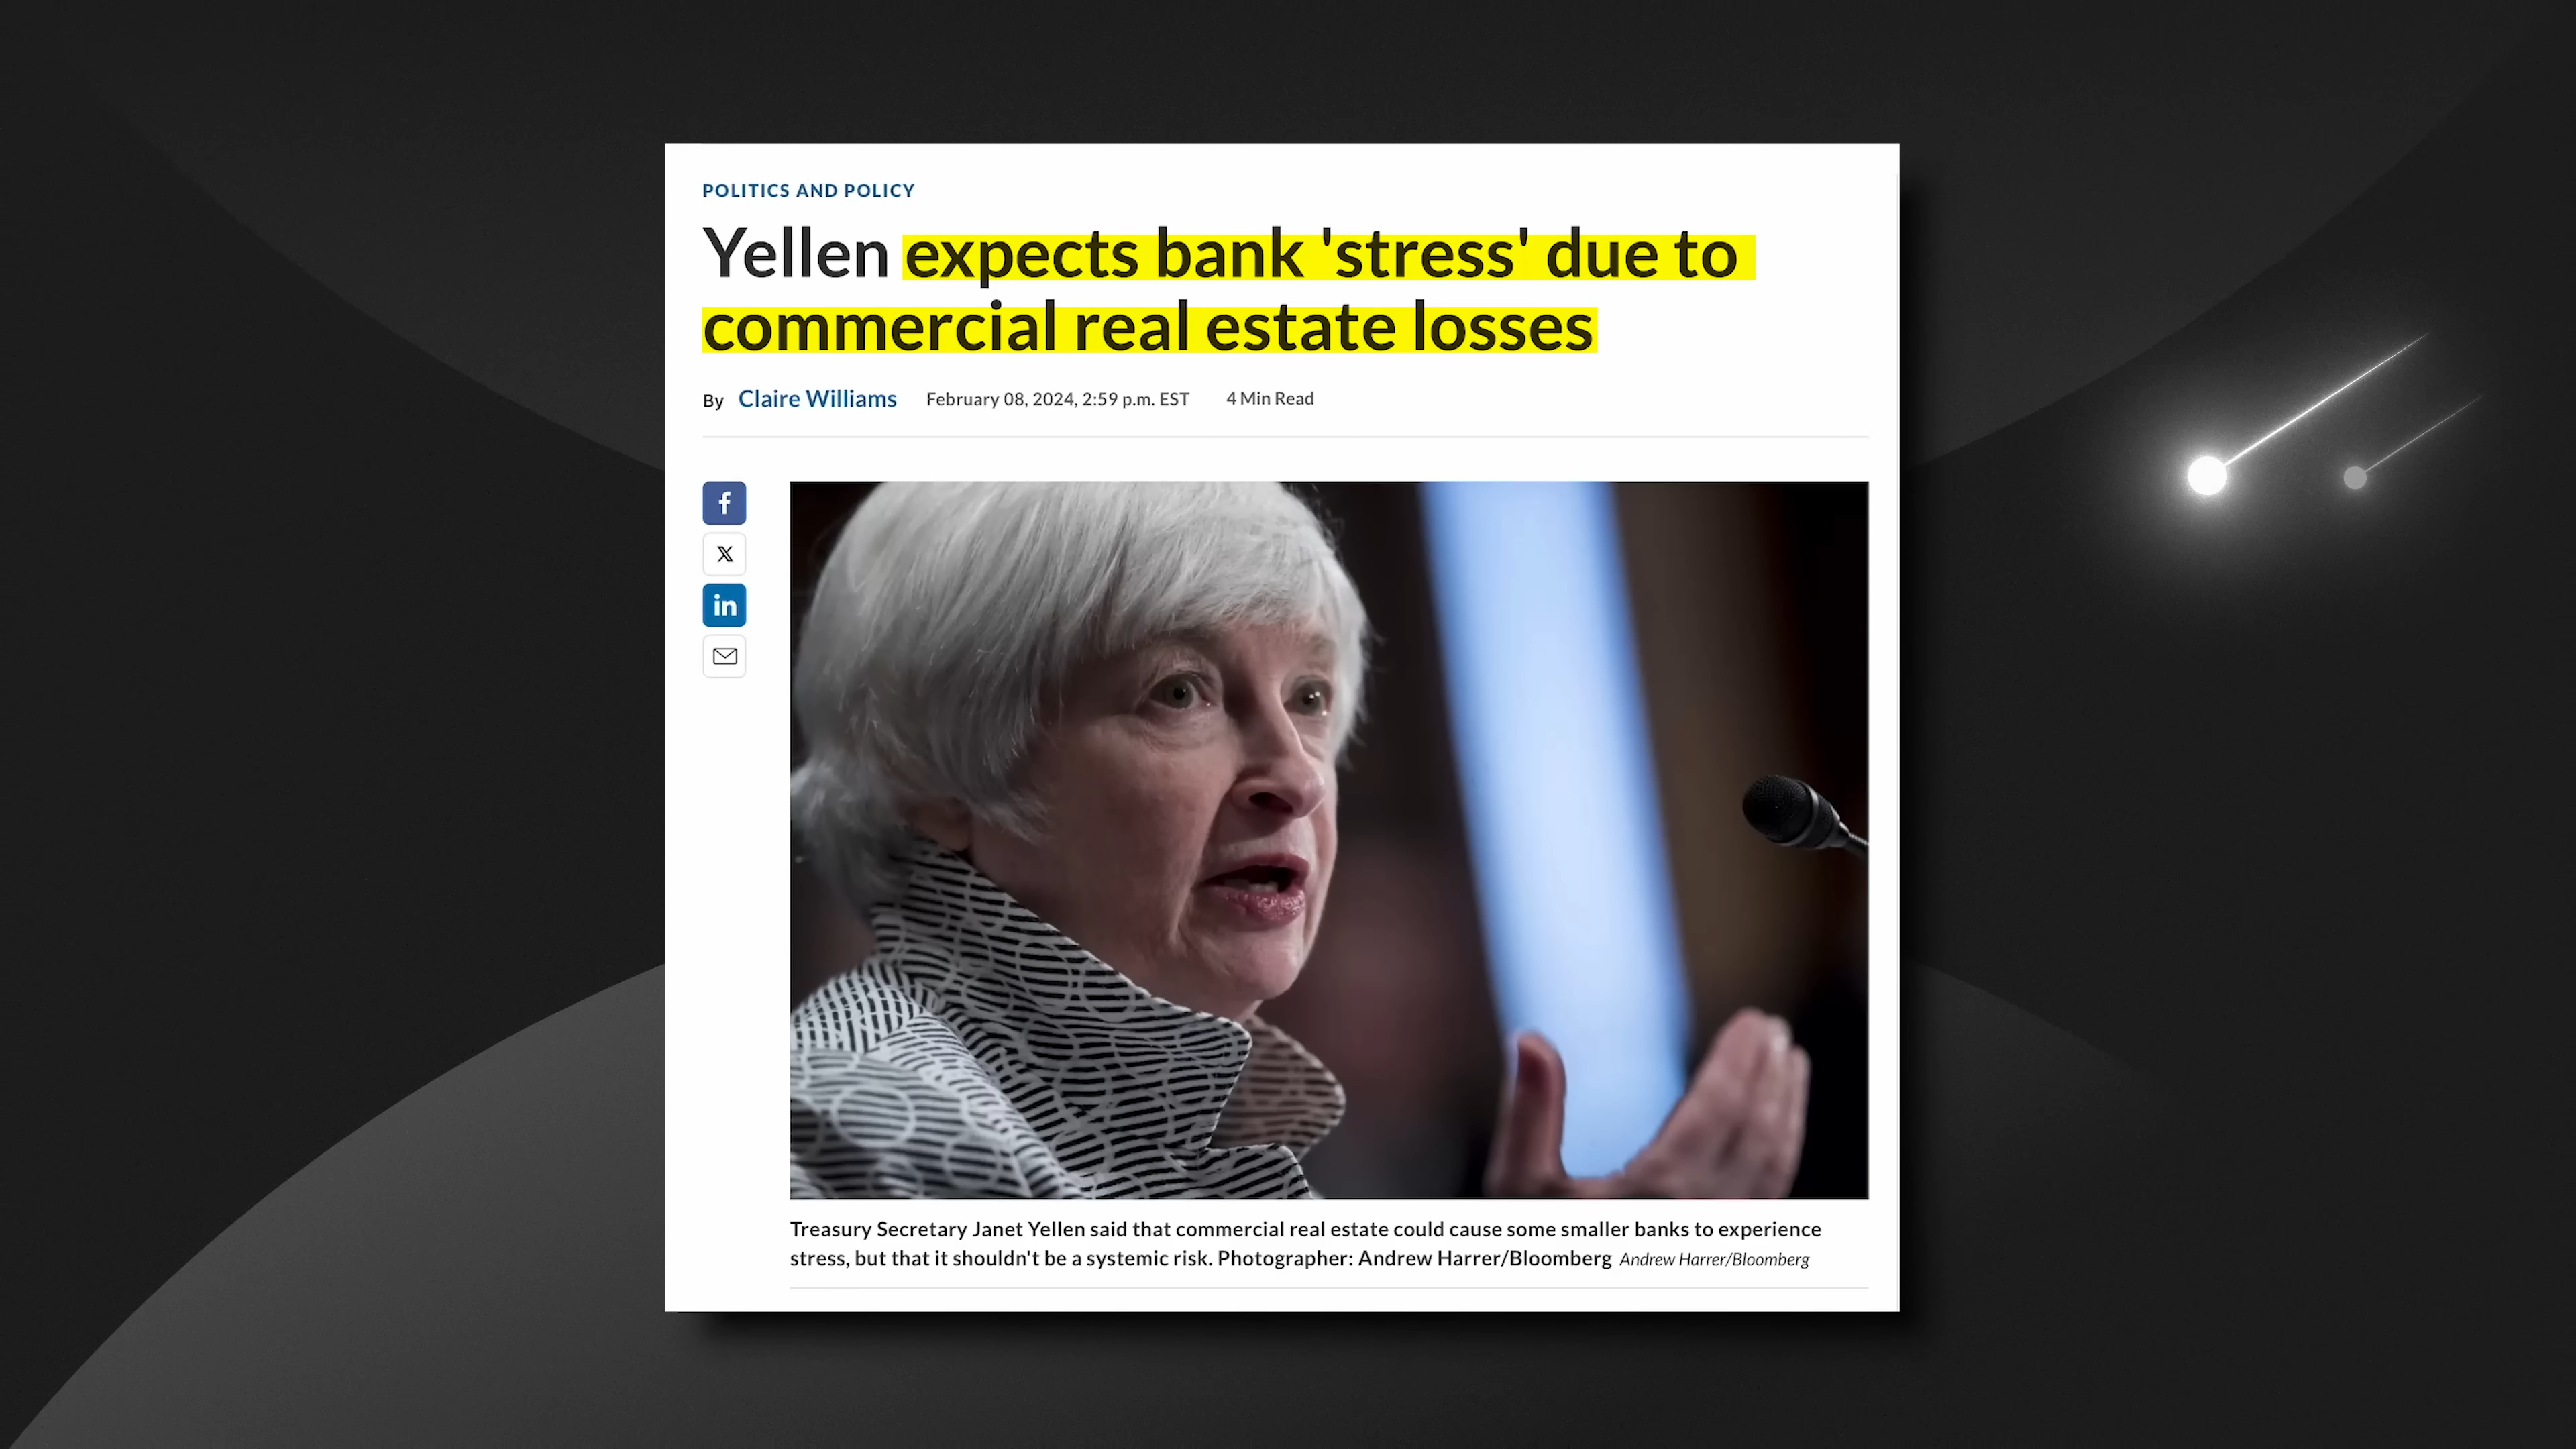 POLITICS AND POLICY
Yellen expects bank 'stress' due to
commercial real estate losses
By Claire Williams February 08, 2024, 2:59 p.m. EST 4 Min Read
f
X
in
Treasury Secretary Janet Yellen said that commercial real estate could cause some smaller banks to experience
stress, but that it shouldn't be a systemic risk. Photographer: Andrew Harrer/Bloomberg Andrew Harrer/Bloomberg